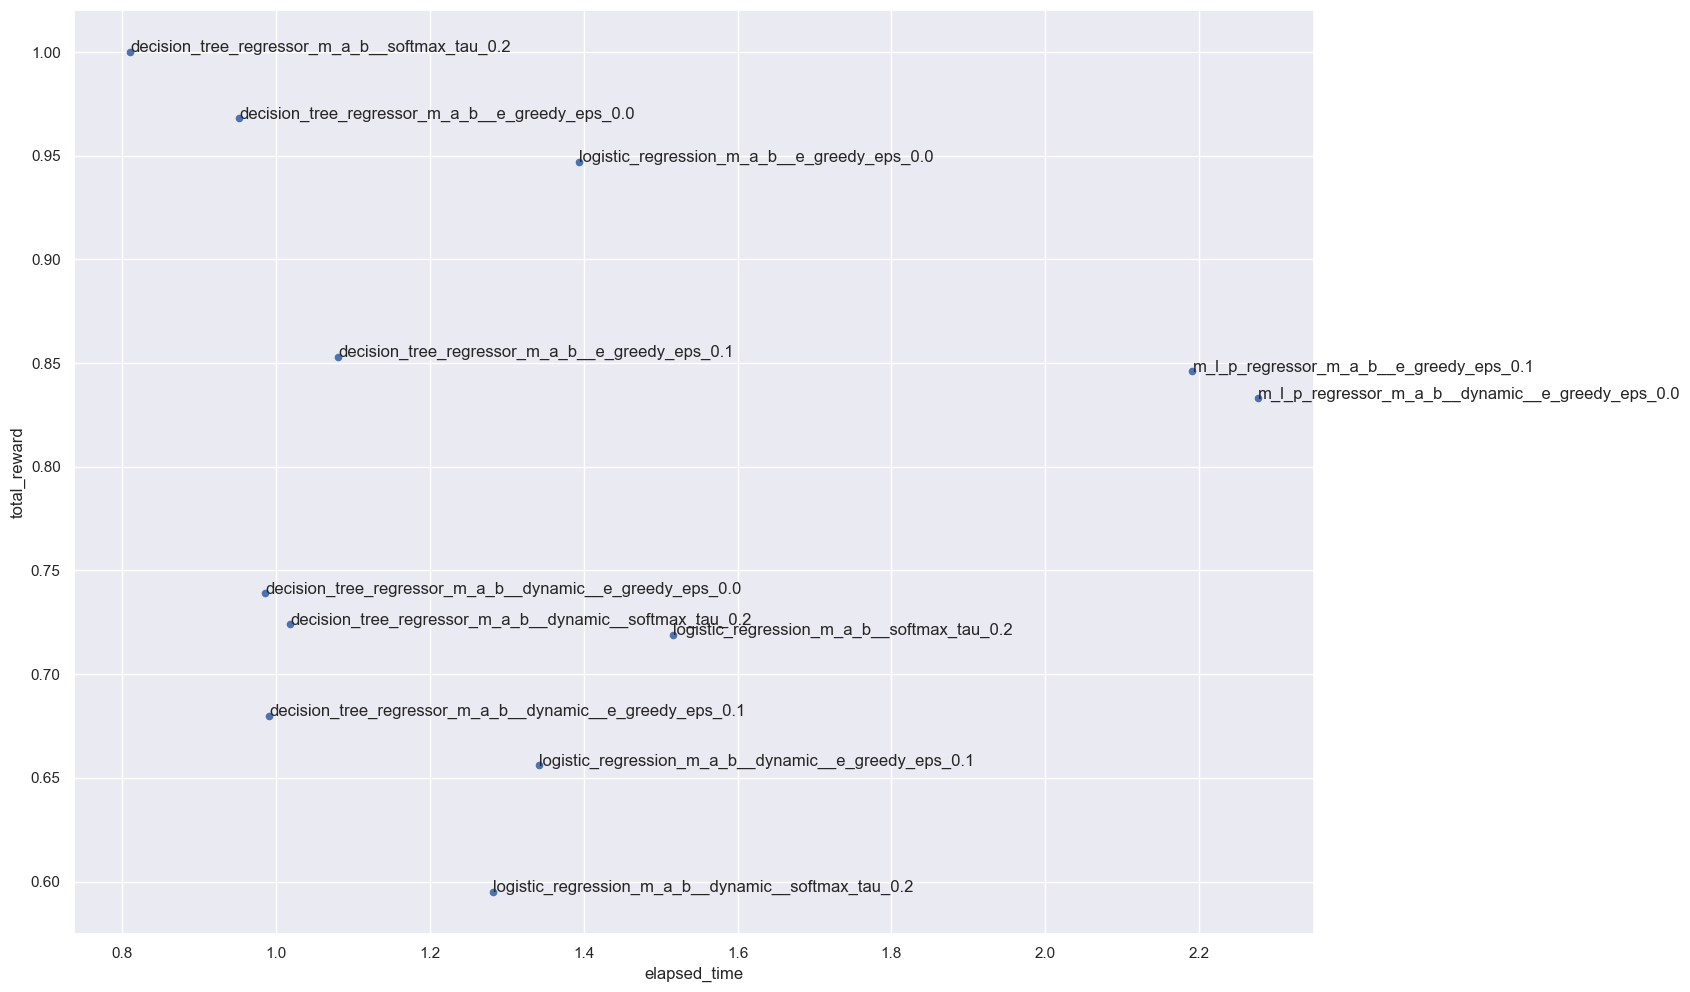 1.00
decision_tree_regressor_m_a_b__softmax_tau_0.2
decision_tree_regressor_m_a_b__e_greedy_eps_0.0
0.95
logistic_regression_m_a_b__e_greedy_eps_0.0
0.90
0.85
decision_tree_regressor_m_a_b__e_greedy_eps_0.1
m_l_p_regressor_m_a_b__e_greedy_eps_0.1
m_l_p_regressor_m_a_b__dynamic__e_greedy_eps_0.0
total_reward
0.80
0.75
decision_tree_regressor_m_a_b__dynamic__e_greedy_eps_0.0
decision_tree_regressor_m_a_b__dynamic__softmax_tau_0.2
logistic_regression_m_a_b__softmax_tau_0.2
0.70
decision_tree_regressor_m_a_b__dynamic__e_greedy_eps_0.1
0.65
logistic_regression_m_a_b__dynamic__e_greedy_eps_0.1
0.60
logistic_regression_m_a_b__dynamic__softmax_tau_0.2
0.8 1.0 1.2 1.4 1.6 1.8 2.0 2.2
elapsed_time